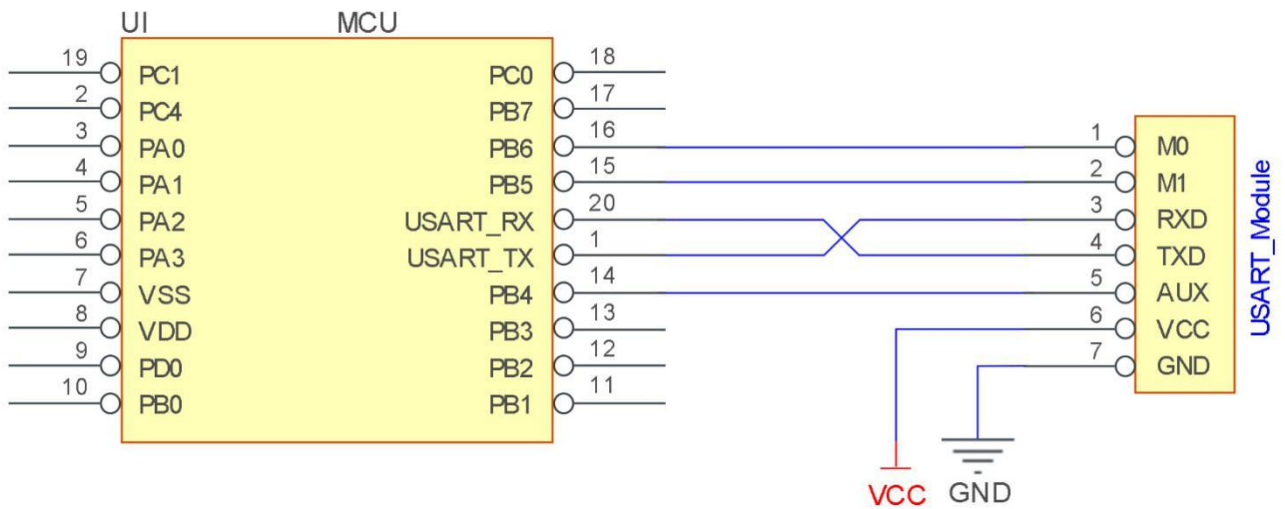 UI MCU
19 PC1 PC0 18
2 PC4 PB7 17
3 PA0 PB6 16 1 M0
4 PA1 PB5 15 2 M1
5 PA2 USART_RX 20 3 RXD
6 PA3 USART_TX 1 4 TXD
7 VSS PB4 14 5 AUX
8 VDD PB3 13 6 VCC
9 PD0 PB2 12 7 GND
10 PB0 PB1 11
USART_Module
VCC GND